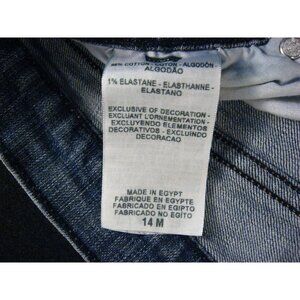 COTTON - COTON - ALGODÓN
ALGODÃO
1% ELASTANE - ELASTHANNE -
ELASTANO
EXCLUSIVE OF DECORATION -
EXCLUANT L'ORNEMENTATION -
EXCLUYENDO ELEMENTOS
DECORATIVOS - EXCLUINDO
DECORACAO
MADE IN EGYPT
FABRIQUE EN EGYPTE
FABRICADO EN EGIPTO
FABRICADO NO EGITO
14 M